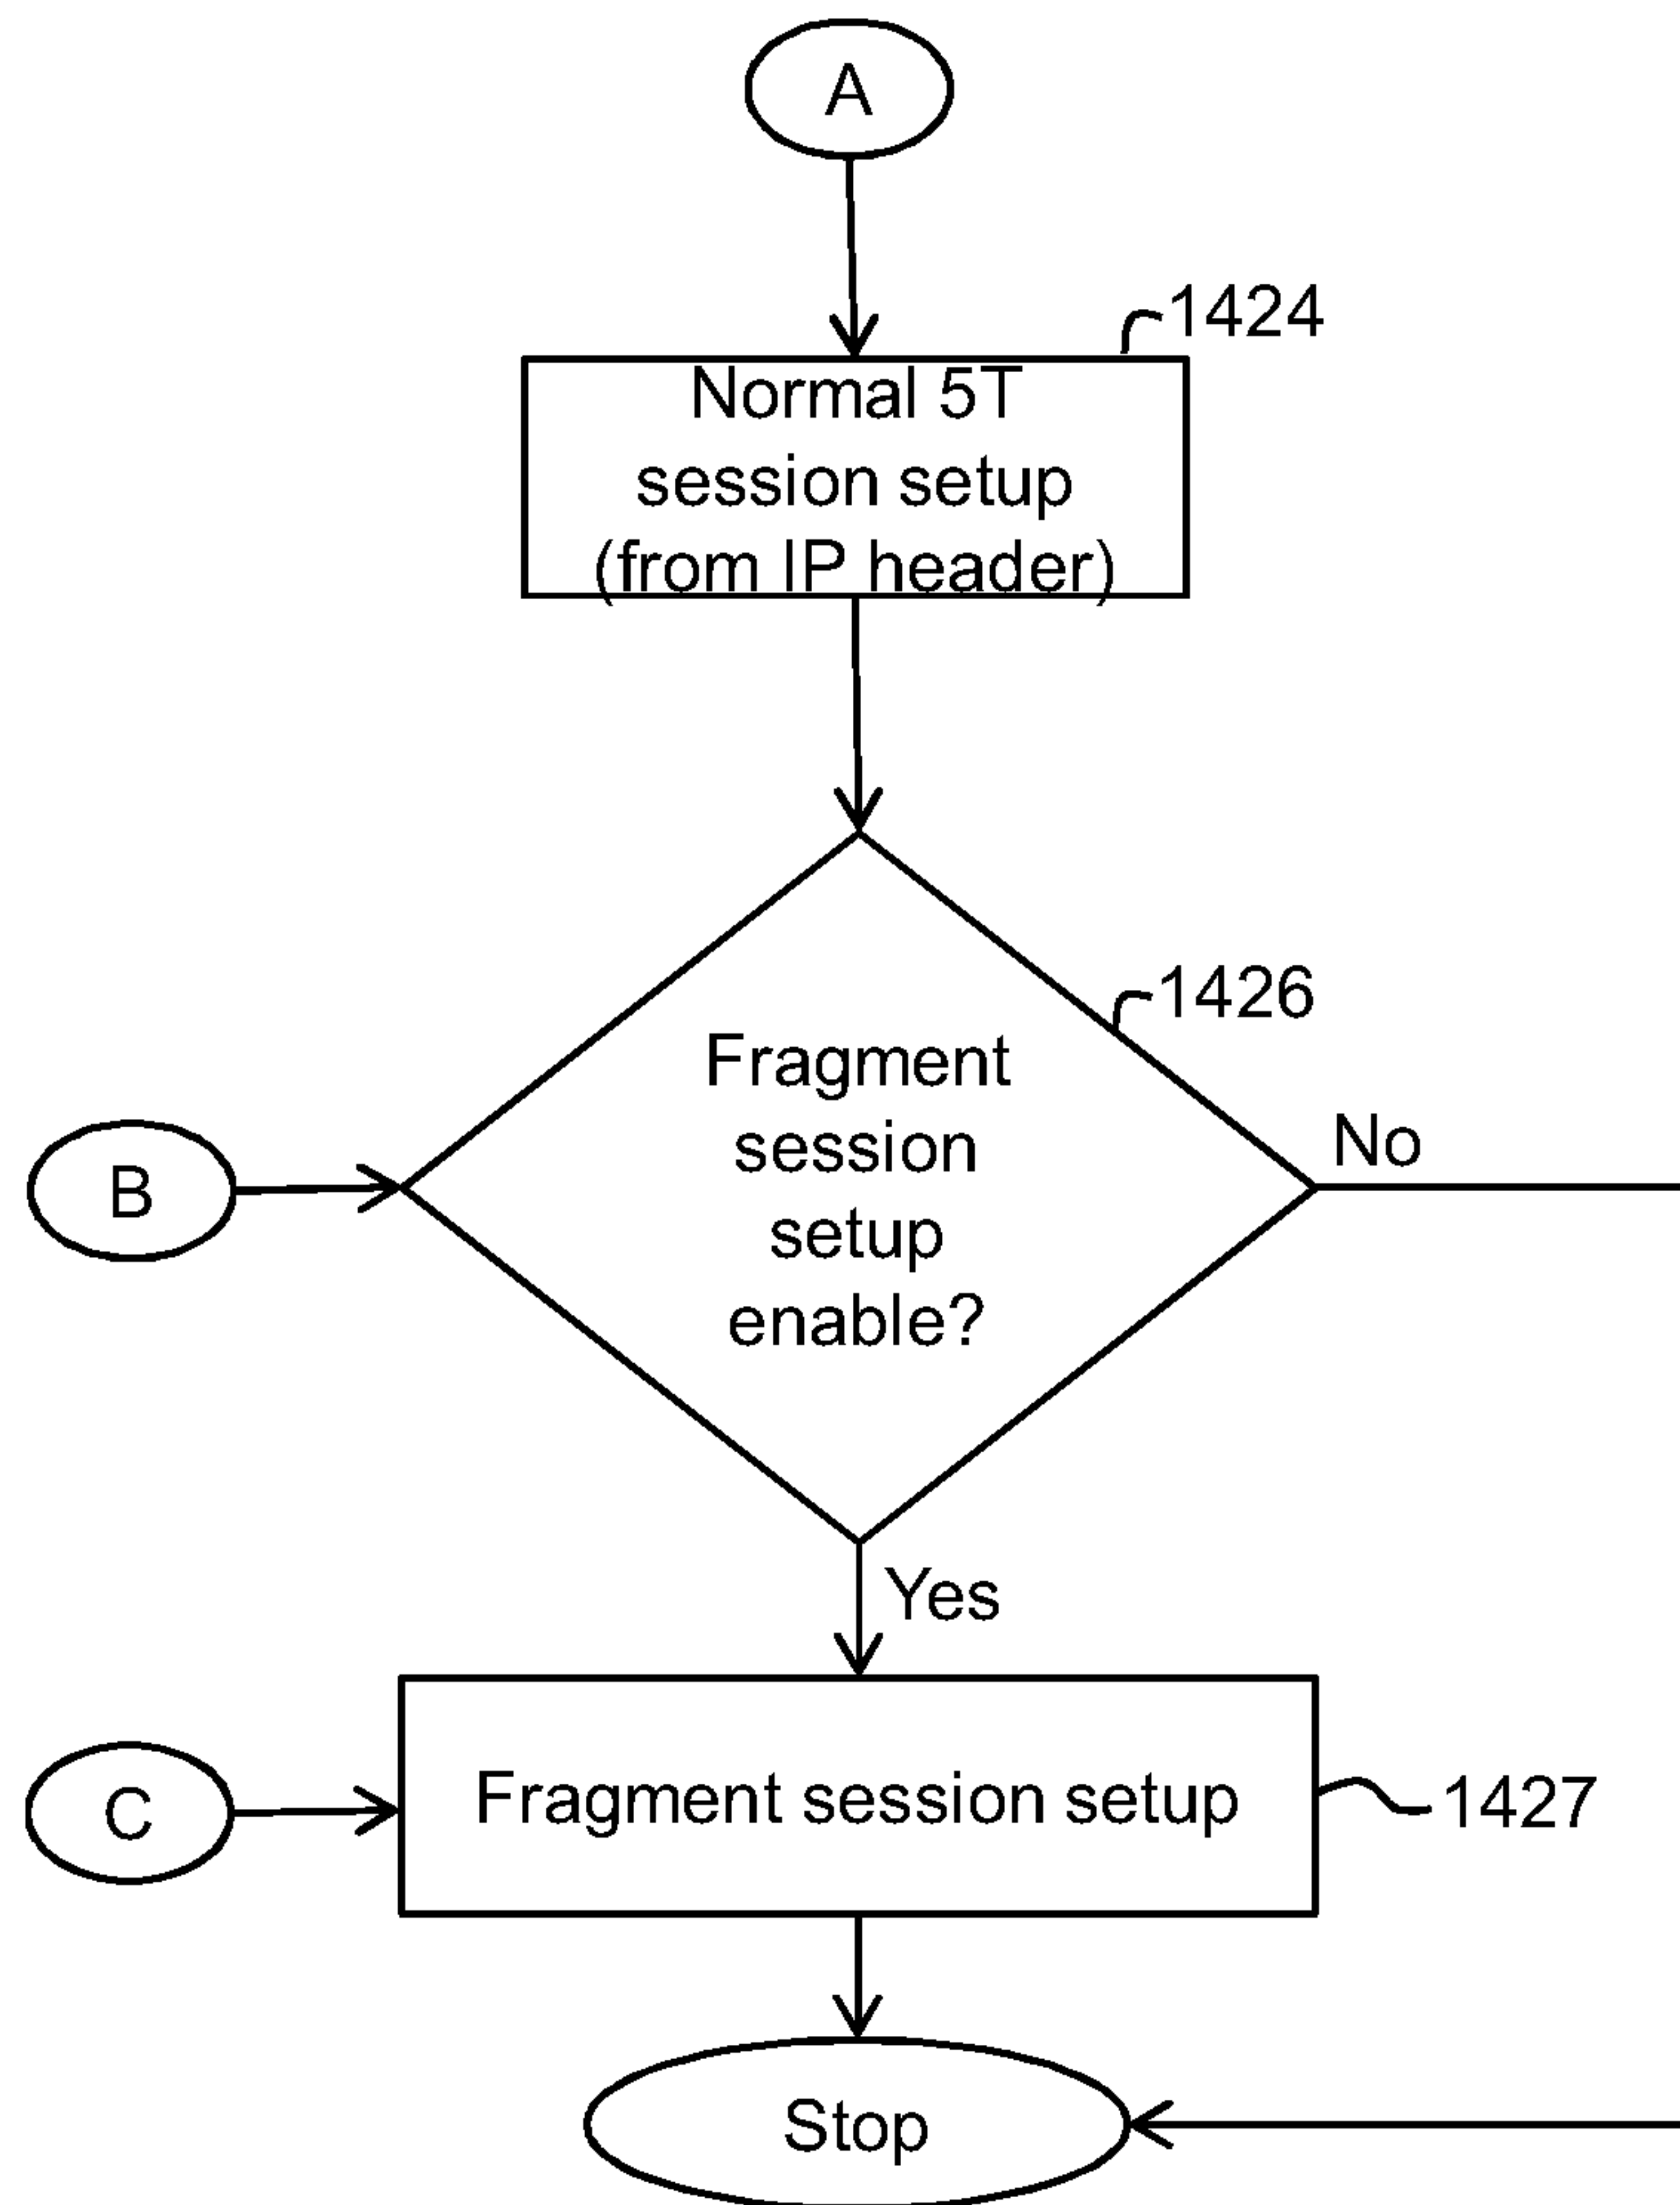 A
1424
Normal 5T
session setup
(from IP header)
1426
Fragment
session
setup
enable?
No
B
Yes
Fragment session setup
1427
C
Stop